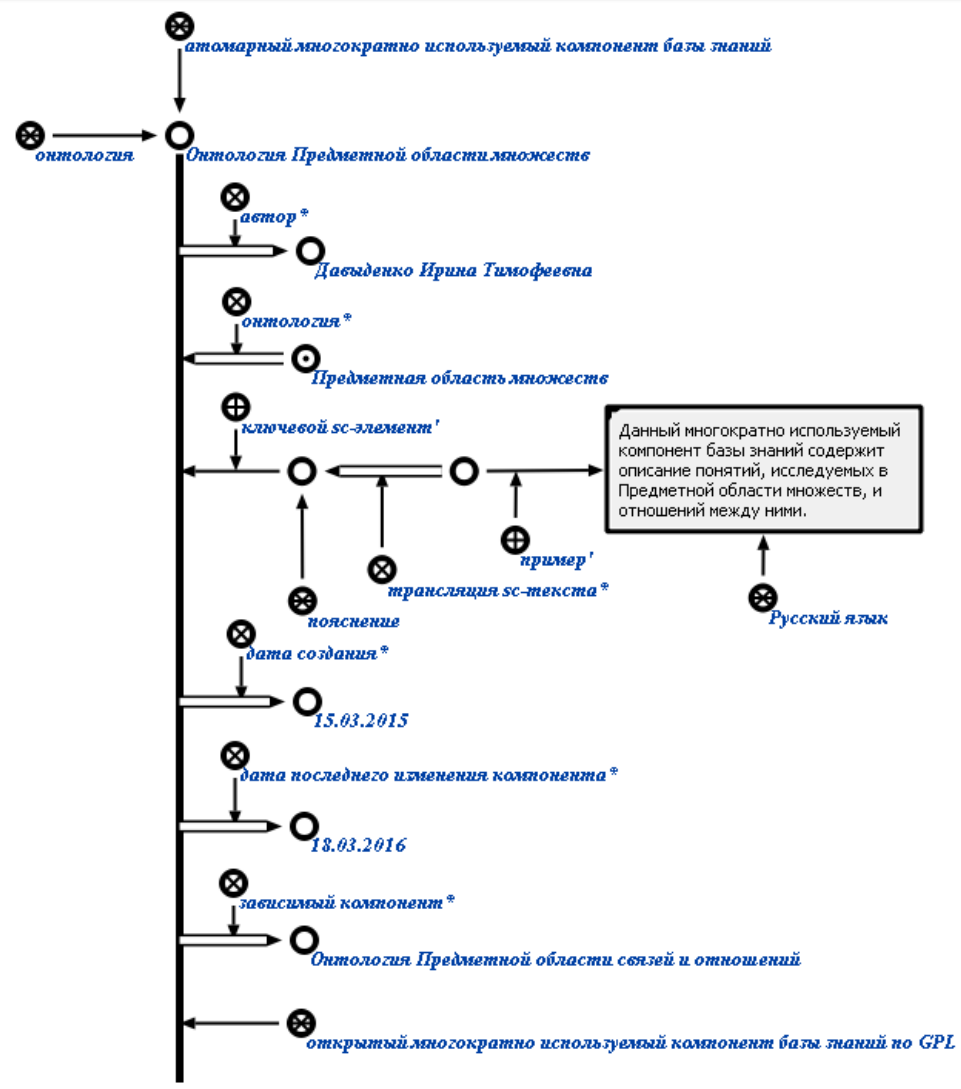 атомарный многократно используемый компонент базы знаний
онтология
Онтология Предметной области множеств
автор*
Давыденко Ирина Тимофеевна
онтология*
Предметная область множеств
ключевой sc-элемент'
Данный многократно используемый
компонент базы знаний содержит
описание понятий, исследуемых в
Предметной области множеств, и
отношений между ними.
пример'
трансляция sc-текста*
пояснение
Русский язык
дата создания*
15.03.2015
дата последнего изменения компонента*
18.03.2016
зависимый компонент*
Онтология Предметной области связей и отношений
открытый многократно используемый компонент базы знаний по GPL